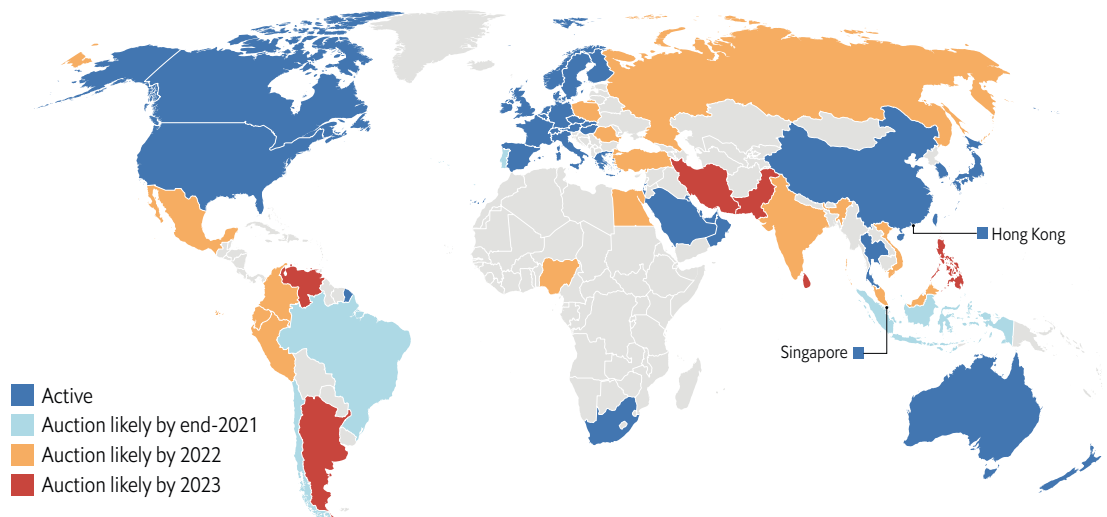 Hong Kong
Singapore
Active
Auction likely by end-2021
Auction likely by 2022
Auction likely by 2023